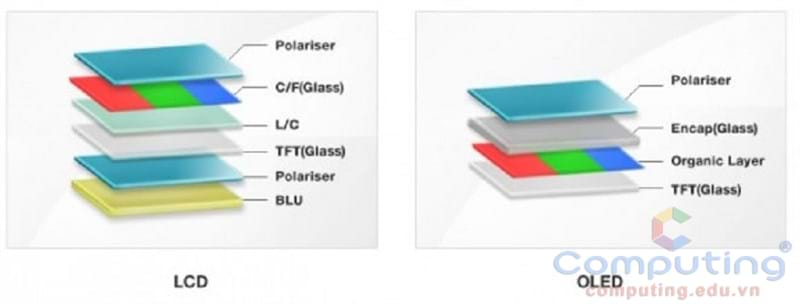 Polariser
C/F(Glass)
L/C
TFT(Glass)
Polariser
BLU
LCD
Polariser
Encap(Glass)
Organic Layer
TFT(Glass)
OLED
Computing®
computing.edu.vn